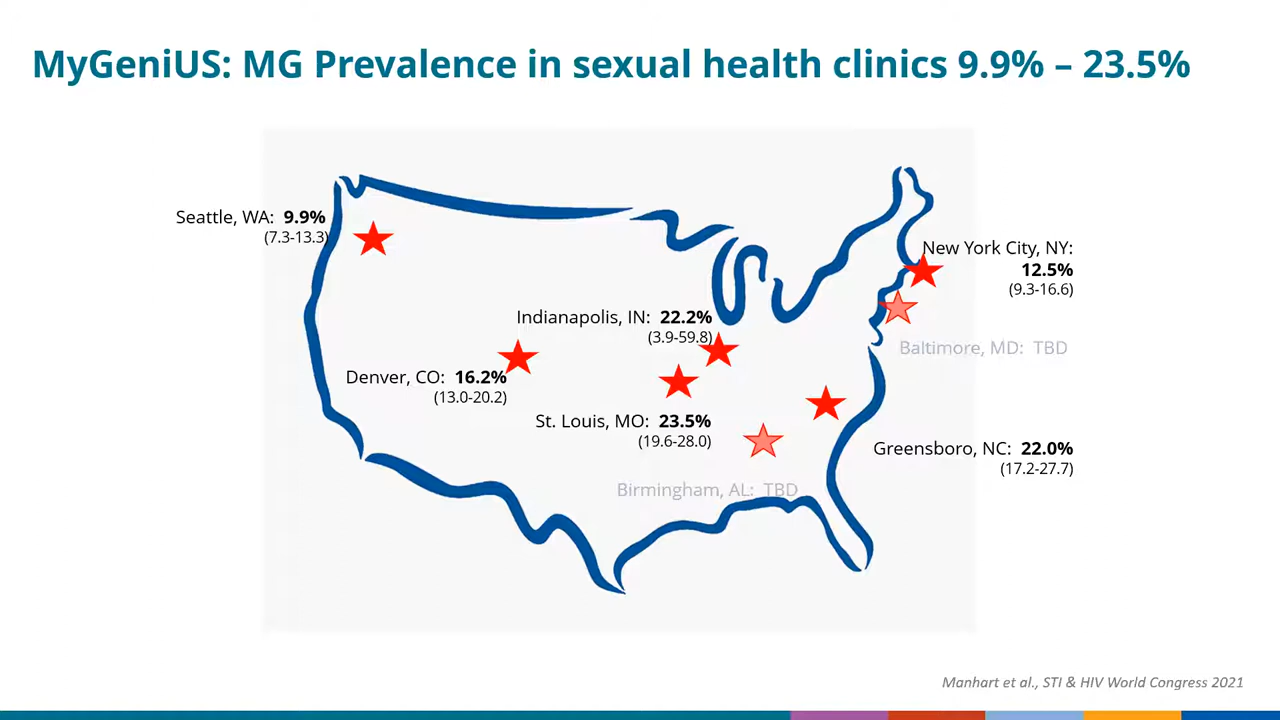 MyGeniUS: MG Prevalence in sexual health clinics 9.9% – 23.5%
Seattle, WA: 9.9%
(7.3-13.3)
New York City, NY:
12.5%
(9.3-16.6)
Indianapolis, IN: 22.2%
(3.9-59.8)
Baltimore, MD: TBD
Denver, CO: 16.2%
(13.0-20.2)
St. Louis, MO: 23.5%
(19.6-28.0)
Greensboro, NC: 22.0%
(17.2-27.7)
Birmingham, AL: TBD
Manhart et al., STI & HIV World Congress 2021